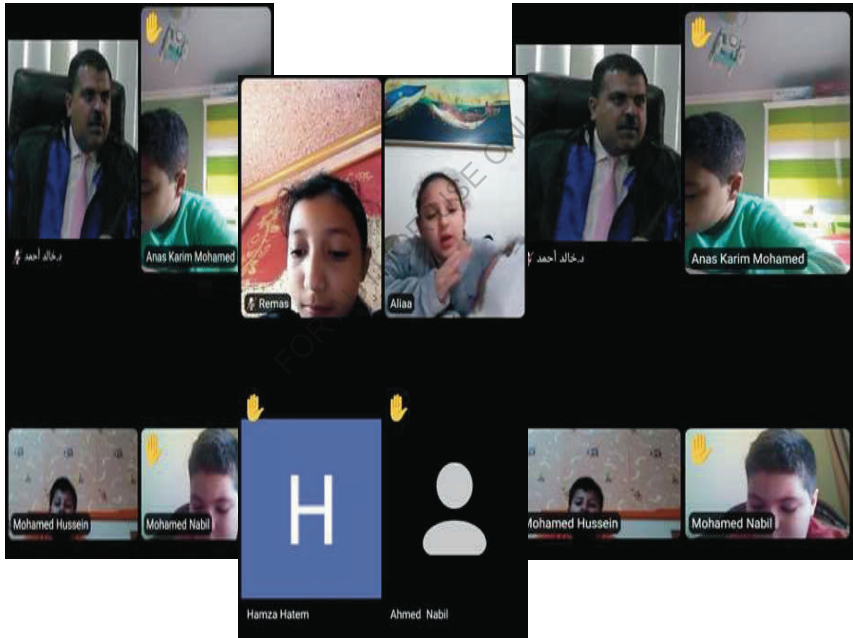 د.خالد أحمد
Anas Karim Mohamed
Mohamed Hussein
Mohamed Nabil
Remas
Aliaa
H
Hamza Hatem
Ahmed Nabil
د.خالد أحمد
Anas Karim Mohamed
Mohamed Hussein
Mohamed Nabil